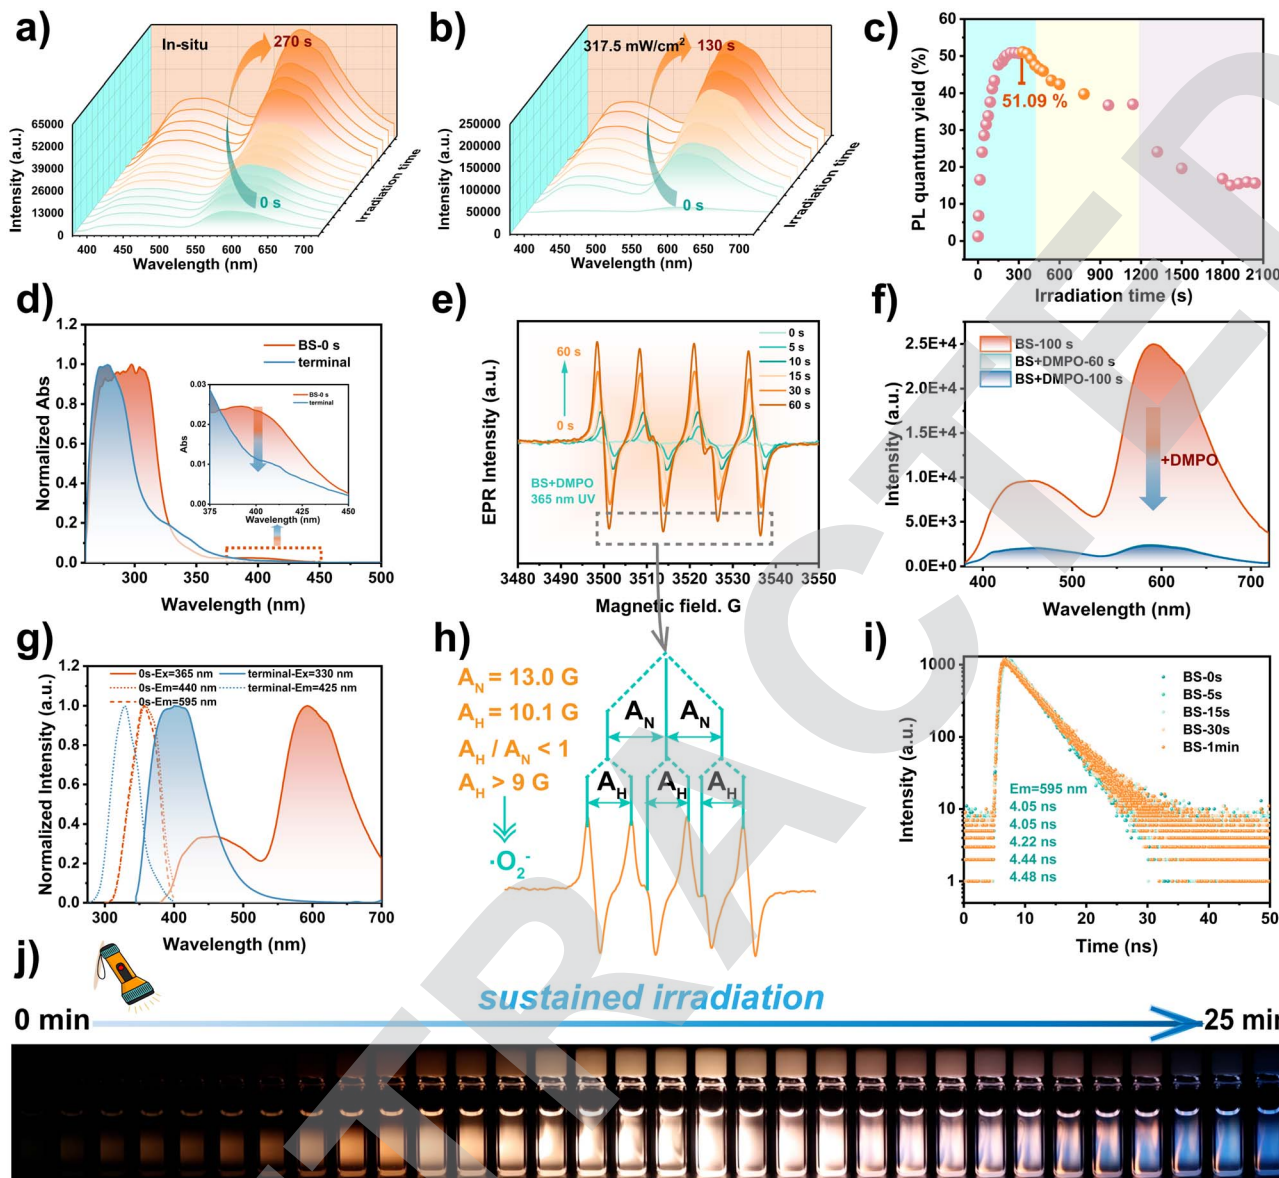 a)
In-situ
270 s
0 s
Intensity (a.u.)
65000
52000
39000
26000
13000
0
400 450 500 550 600 650 700
Wavelength (nm)
Irradiation time
b)
317.5 mW/cm²
130 s
0 s
Intensity (a.u.)
250000
200000
150000
100000
50000
400 450 500 550 600 650 700
Wavelength (nm)
Irradiation time
c)
PL quantum yield (%)
60
50
40
30
20
10
0
51.09 %
0 300 600 900 1200 1500 1800 2100
Irradiation time (s)
d)
Normalized Abs
1.2
1.0
0.8
0.6
0.4
0.2
0.0
BS-0 s
terminal
Abs
0.03
0.02
0.01
0.00
BS-0 s
terminal
375 400 425 450
Wavelength (nm)
300 350 400 450 500
Wavelength (nm)
e)
EPR Intensity (a.u.)
60 s
0 s
BS+DMPO
365 nm UV
0 s
5 s
10 s
15 s
30 s
60 s
3480 3490 3500 3510 3520 3530 3540 3550
Magnetic field. G
f)
Intensity (a.u.)
2.5E+4
2.0E+4
1.5E+4
1.0E+4
5.0E+3
0.0
BS-100 s
BS+DMPO-60 s
BS+DMPO-100 s
+DMPO
400 500 600 700
Wavelength (nm)
g)
Normalized Intensity (a.u.)
1.2
1.0
0.8
0.6
0.4
0.2
0.0
0s-Ex=365 nm terminal-Ex=330 nm
0s-Em=440 nm terminal-Em=425 nm
0s-Em=595 nm
300 400 500 600 700
Wavelength (nm)
h)
A_N = 13.0 G
A_H = 10.1 G
A_H / A_N < 1
A_H > 9 G
·O₂⁻
A_N A_N
A_H A_H A_H
i)
Intensity (a.u.)
1000
100
10
1
BS-0s
BS-5s
BS-15s
BS-30s
BS-1min
Em=595 nm
4.05 ns
4.05 ns
4.22 ns
4.44 ns
4.48 ns
0 10 20 30 40 50
Time (ns)
j)
sustained irradiation
0 min
25 min